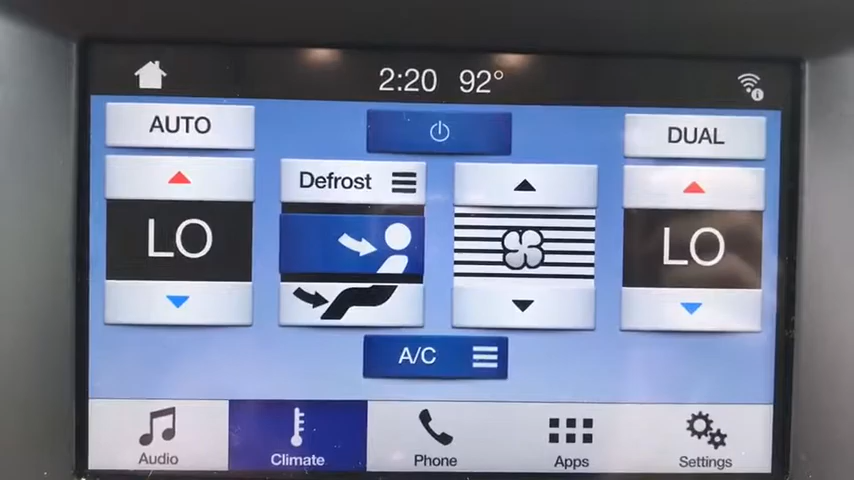 2:20 92°
AUTO
DUAL
Defrost
LO
LO
A/C
Audio
Climate
Phone
Apps
Settings